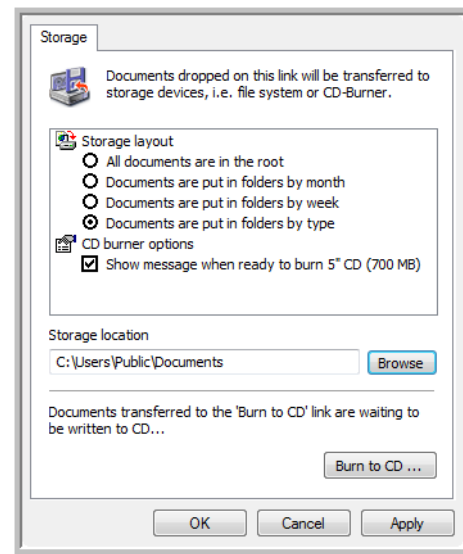 Storage
Documents dropped on this link will be transferred to
storage devices, i.e. file system or CD-Burner.
Storage layout
All documents are in the root
Documents are put in folders by month
Documents are put in folders by week
Documents are put in folders by type
CD burner options
Show message when ready to burn 5" CD (700 MB)
Storage location
C:\Users\Public\Documents
Browse
Documents transferred to the 'Burn to CD' link are waiting to
be written to CD...
Burn to CD ...
OK Cancel Apply